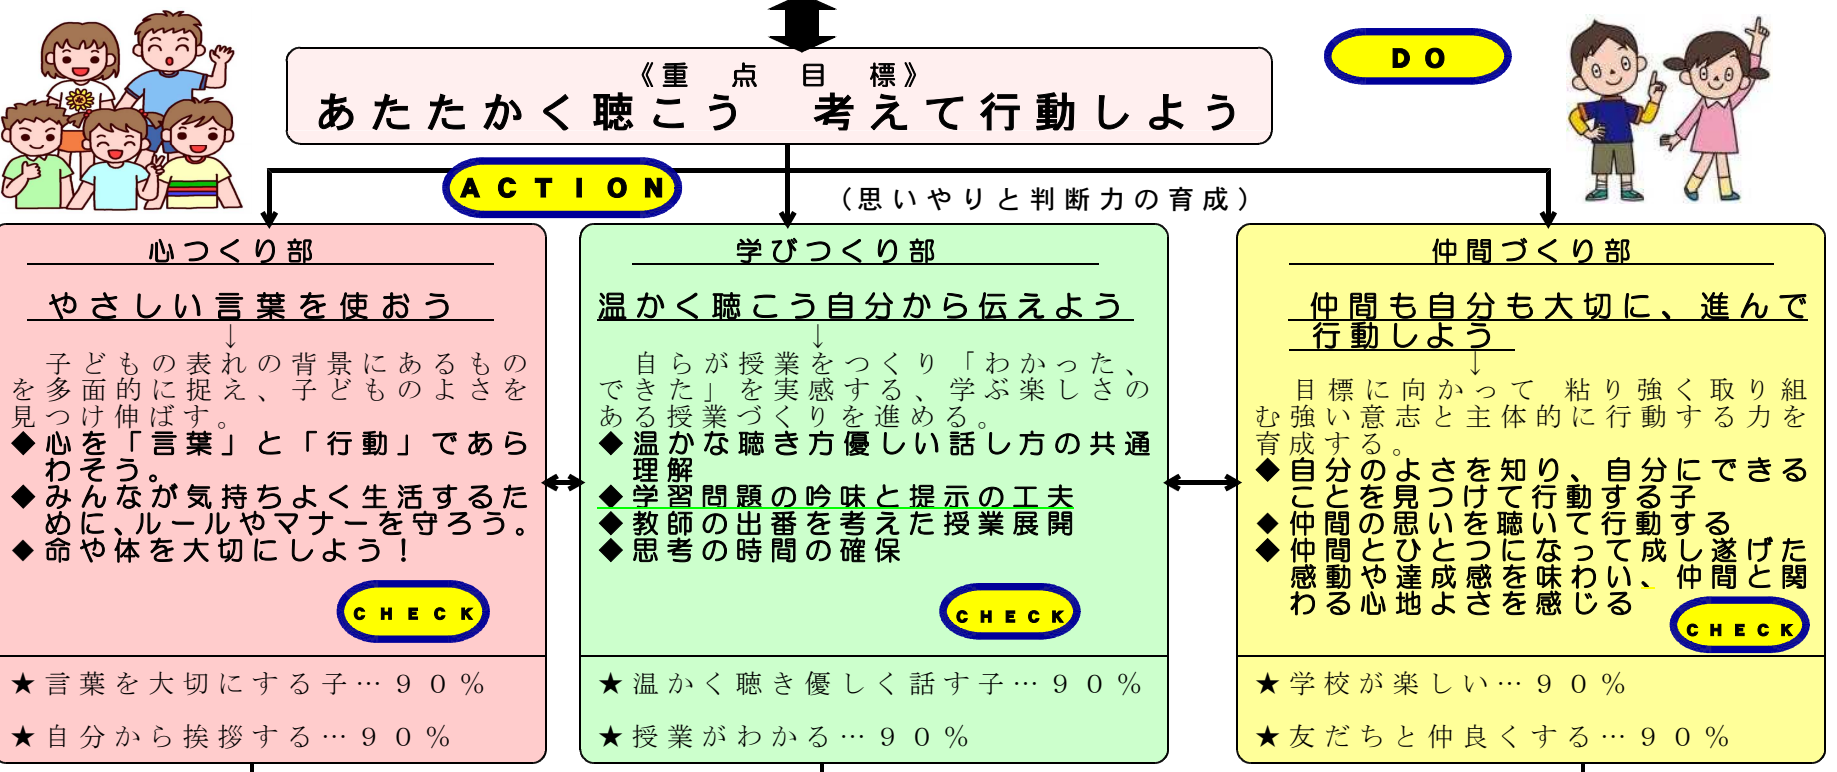 《重点目標》
あたたかく聴こう　考えて行動しよう
DO
ACTION
（思いやりと判断力の育成）
心つくり部
やさしい言葉を使おう
↓
子どもの表れの背景にあるもの
を多面的に捉え、子どものよさを
見つけ伸ばす。
◆心を「言葉」と「行動」であら
わそう。
◆みんなが気持ちよく生活するた
めに、ルールやマナーを守ろう。
◆命や体を大切にしよう！
CHECK
★言葉を大切にする子…９０％
★自分から挨拶する…９０％
学びつくり部
温かく聴こう自分から伝えよう
↓
自らが授業をつくり「わかった、
できた」を実感する、学ぶ楽しさの
ある授業づくりを進める。
◆温かな聴き方優しい話し方の共通
理解
◆学習問題の吟味と提示の工夫
◆教師の出番を考えた授業展開
◆思考の時間の確保
CHECK
★温かく聴き優しく話す子…９０％
★授業がわかる…９０％
仲間づくり部
仲間も自分も大切に、進んで
行動しよう
↓
目標に向かって　粘り強く取り組
む強い意志と主体的に行動する力を
育成する。
◆自分のよさを知り、自分にできる
ことを見つけて行動する子
◆仲間の思いを聴いて行動する
◆仲間とひとつになって成し遂げた
感動や達成感を味わい、仲間と関
わる心地よさを感じる
CHECK
★学校が楽しい…９０％
★友だちと仲良くする…９０％